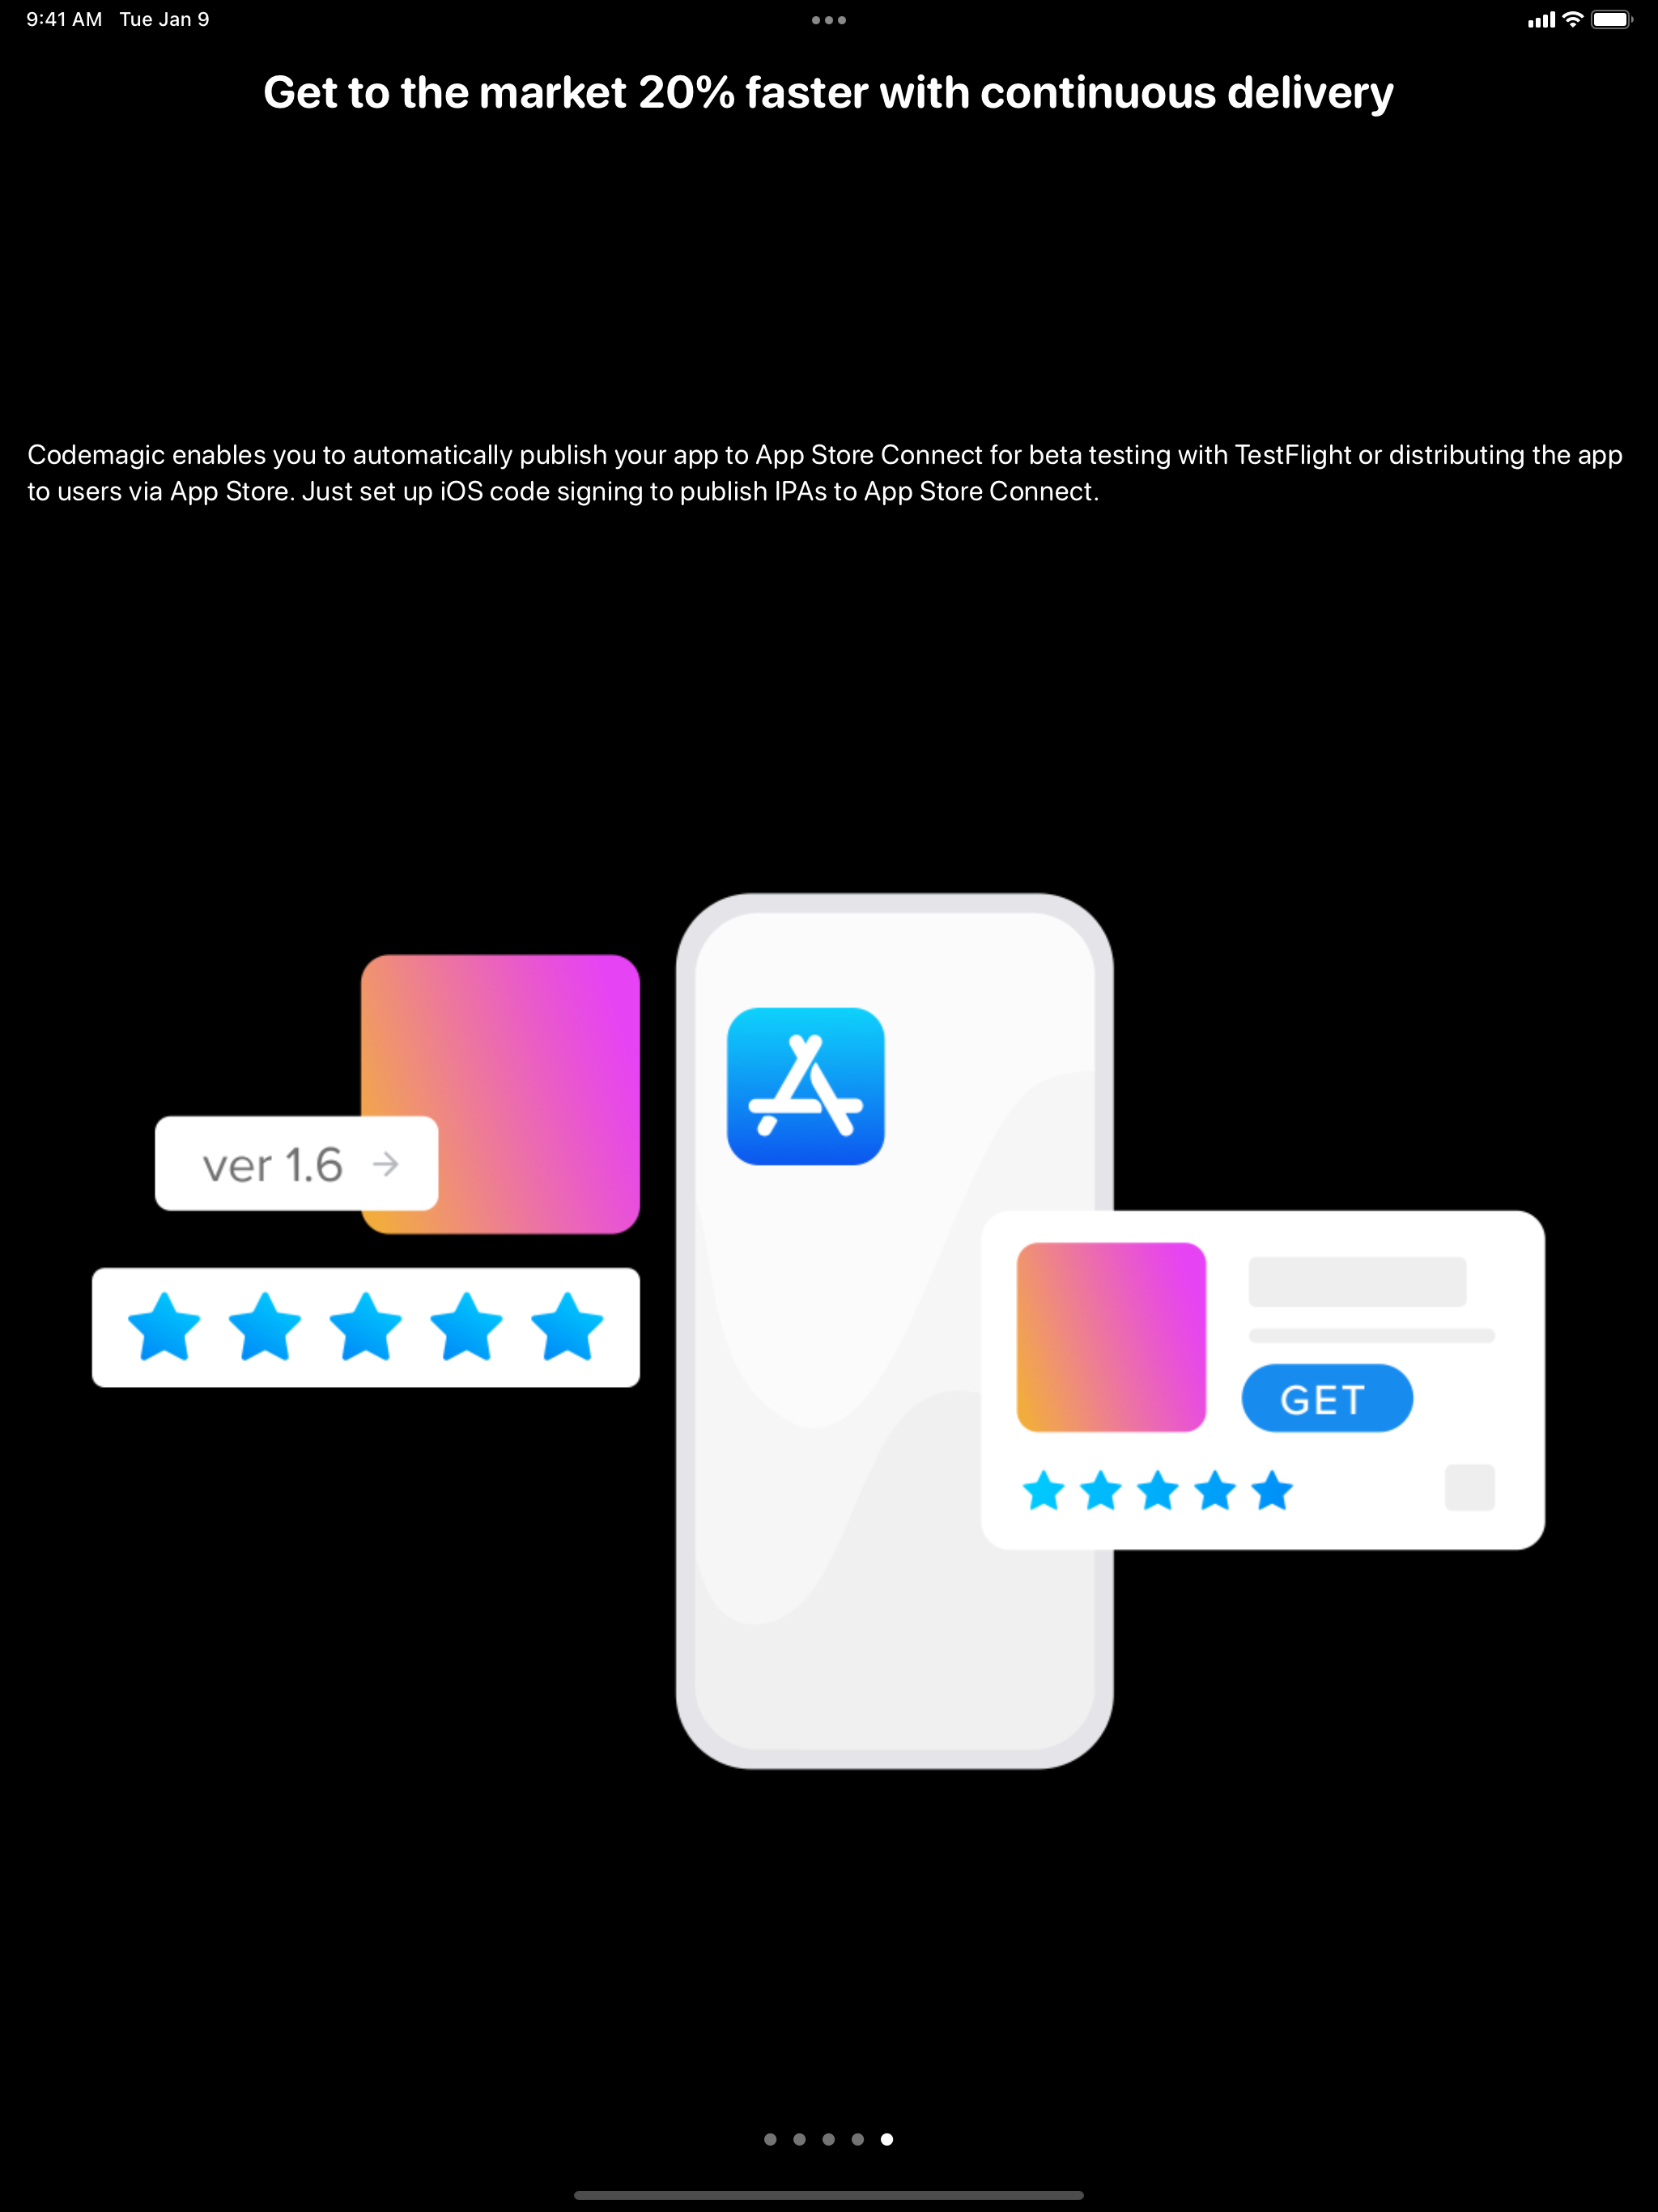 9:41 AM Tue Jan 9
Get to the market 20% faster with continuous delivery
Codemagic enables you to automatically publish your app to App Store Connect for beta testing with TestFlight or distributing the app
to users via App Store. Just set up iOS code signing to publish IPAs to App Store Connect.
ver 1.6
GET